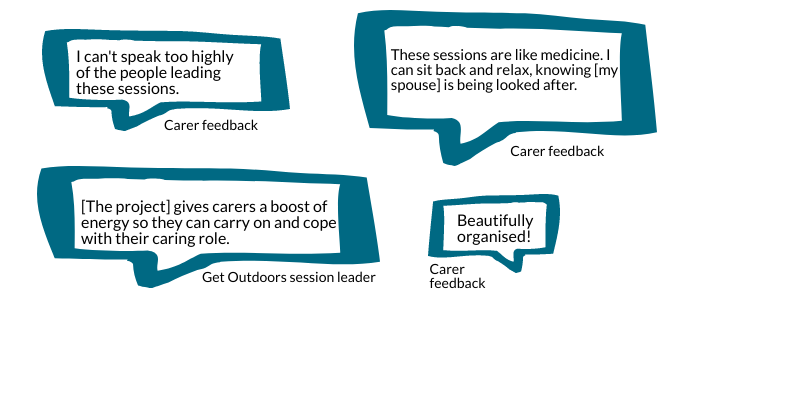 I can't speak too highly
of the people leading
these sessions.
Carer feedback
These sessions are like medicine. I
can sit back and relax, knowing [my
spouse] is being looked after.
Carer feedback
[The project] gives carers a boost of
energy so they can carry on and cope
with their caring role.
Get Outdoors session leader
Beautifully
organised!
Carer
feedback